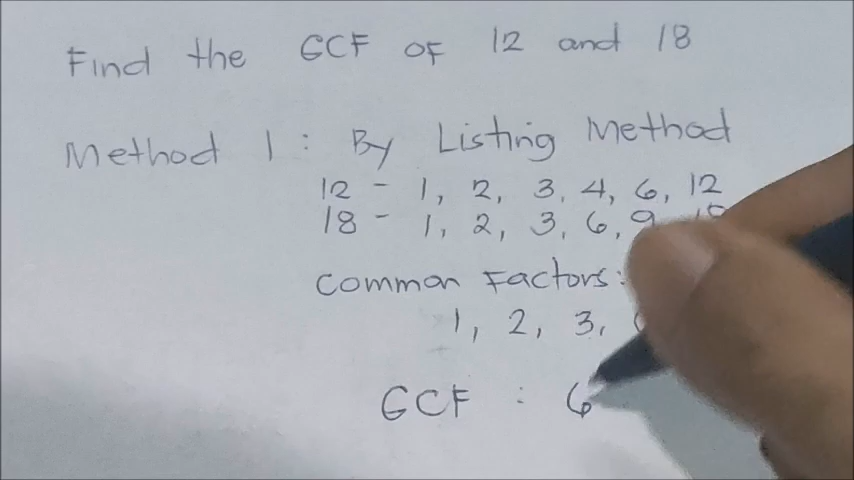 Find the GCF of 12 and 18
Method 1: By Listing Method
12 - 1, 2, 3, 4, 6, 12
18 - 1, 2, 3, 6, 9
Common Factors:
1, 2, 3,
GCF : 6